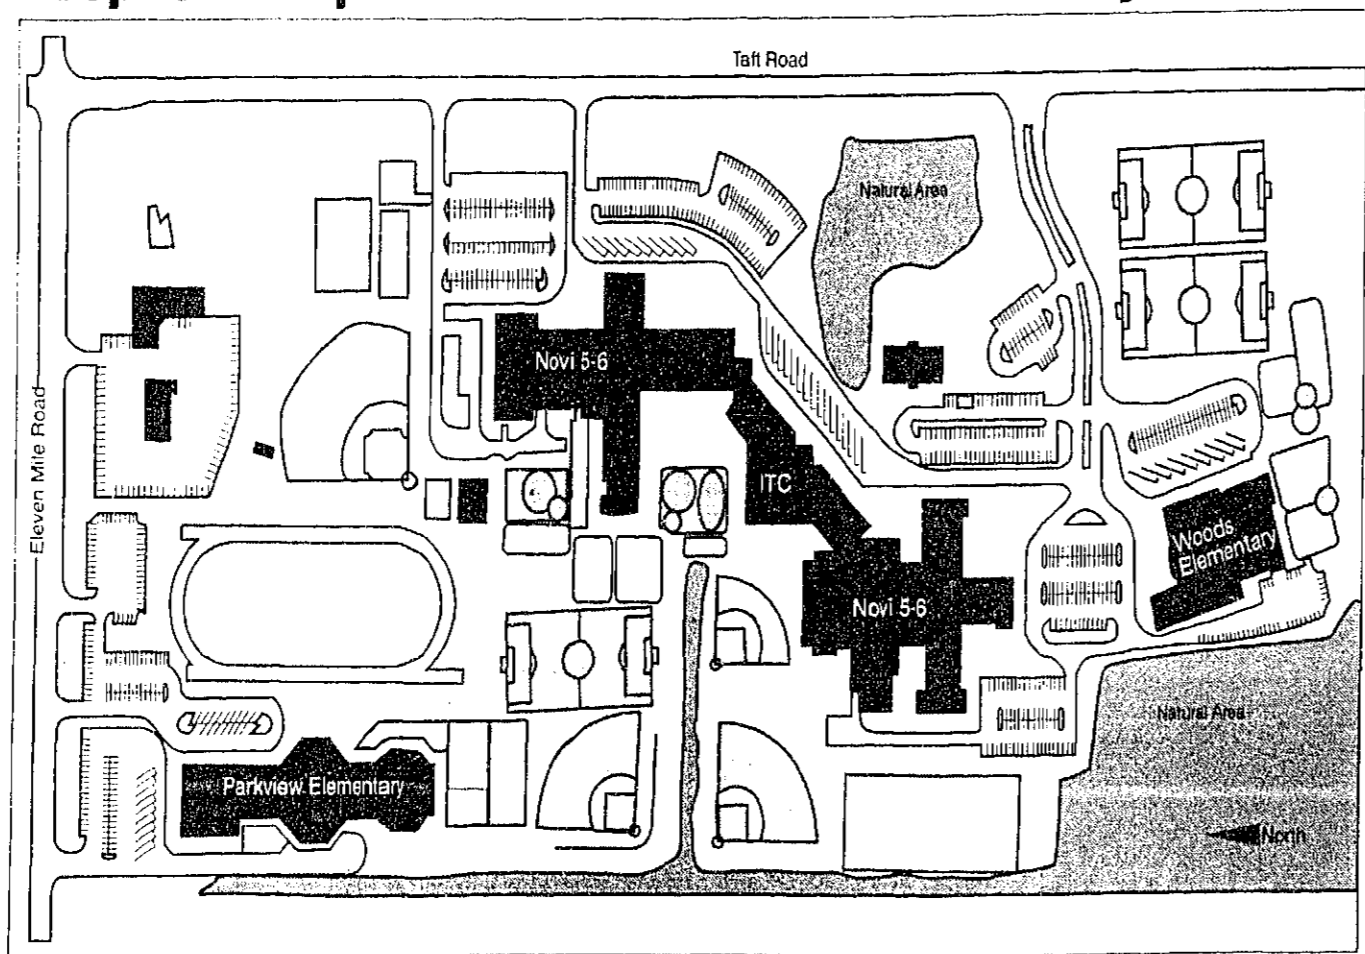 Taft Road
Natural Area
Novi 5-6
Eleven Mile Road
ITC
Woods
Elementary
Novi 5-6
Natural Area
Parkview Elementary
North